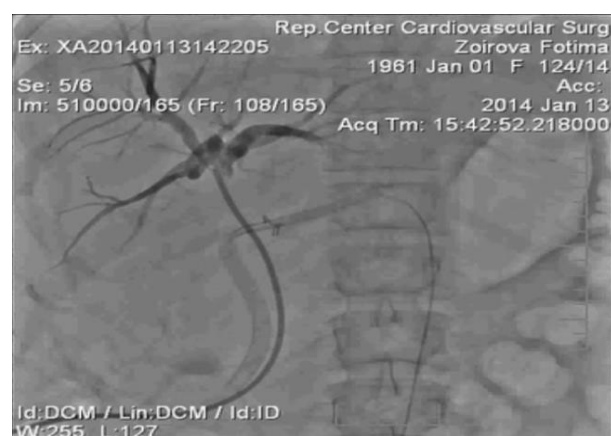 Rep.Center Cardiovascular Surg
Ex: XA20140113142205
Zoirova Fotima
1961 Jan 01 F 124/14
Se: 5/6
Acc:
Im: 510000/165 (Fr: 108/165)
2014 Jan 13
Acq Tm: 15:42:52.218000
Id:DCM / Lin:DCM / Id:ID
W:255 L:127